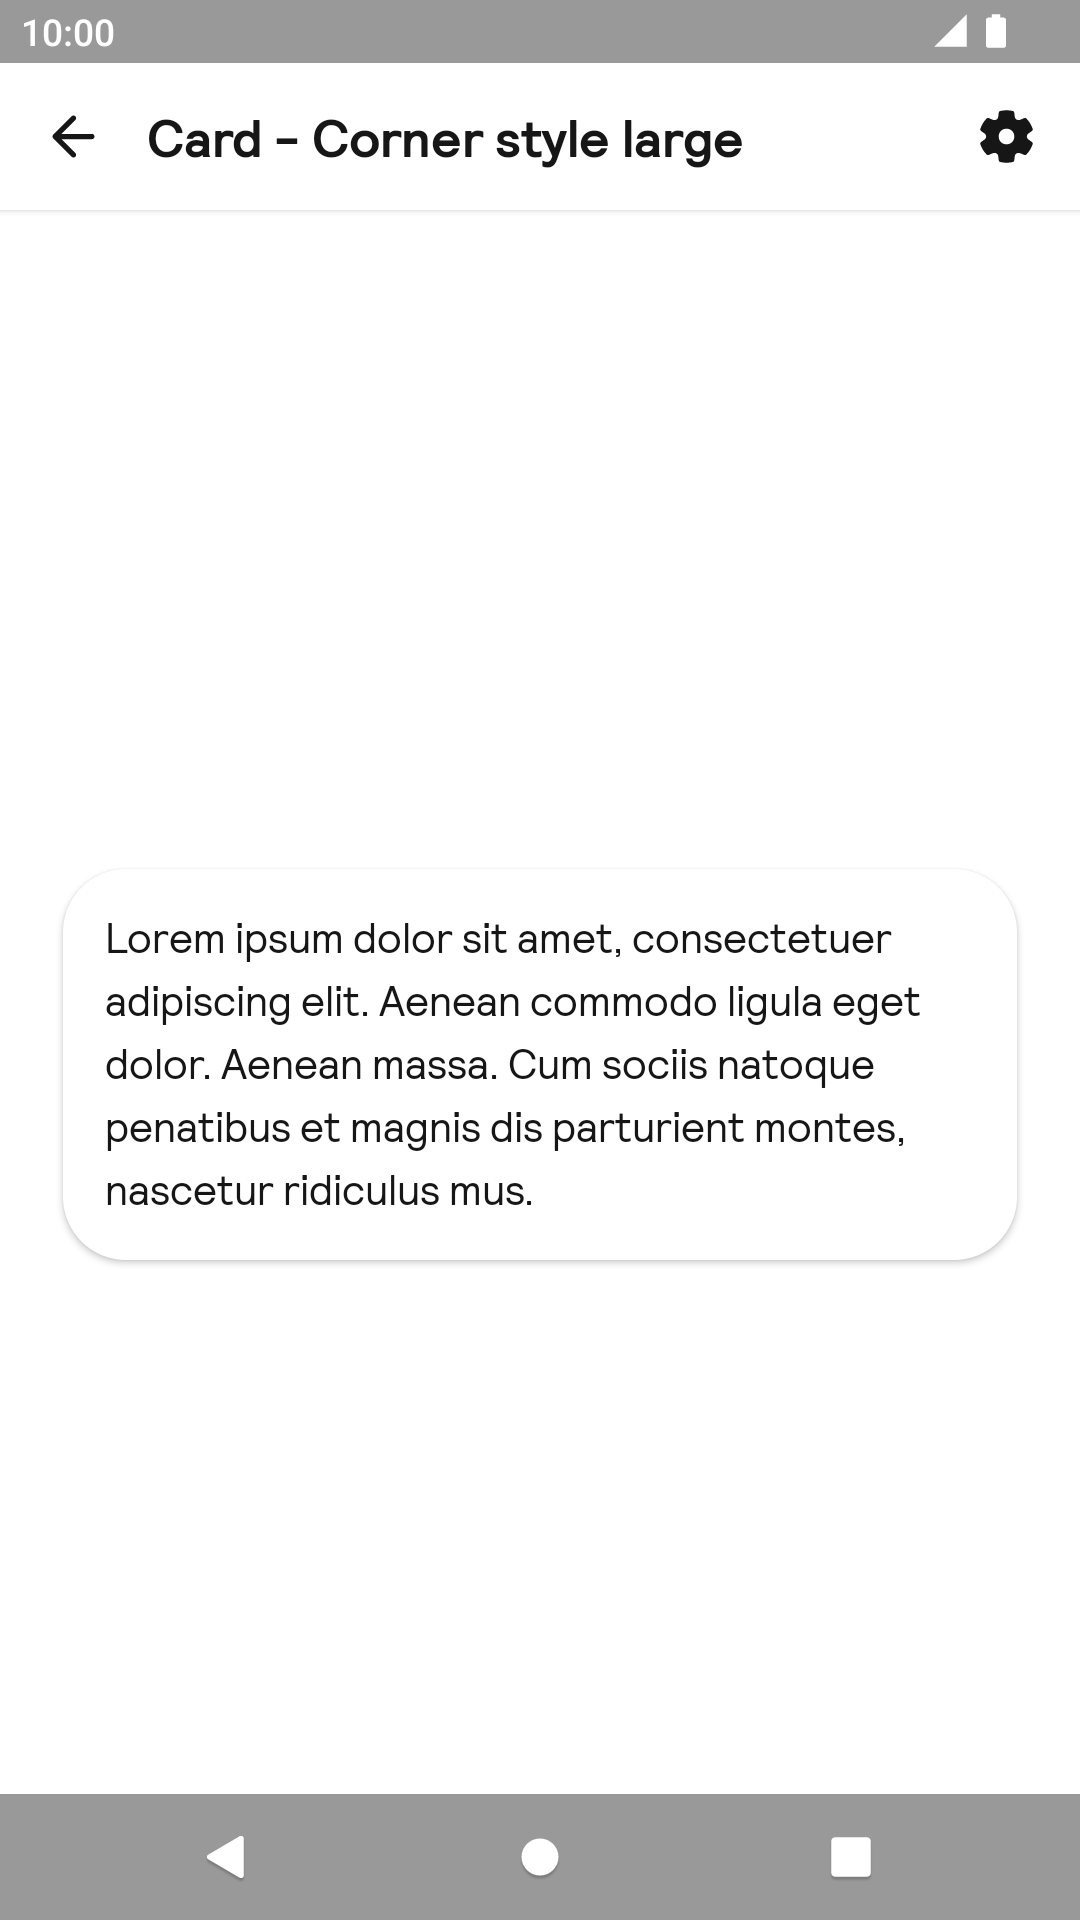 10:00
Card - Corner style large
Lorem ipsum dolor sit amet, consectetuer
adipiscing elit. Aenean commodo ligula eget
dolor. Aenean massa. Cum sociis natoque
penatibus et magnis dis parturient montes,
nascetur ridiculus mus.